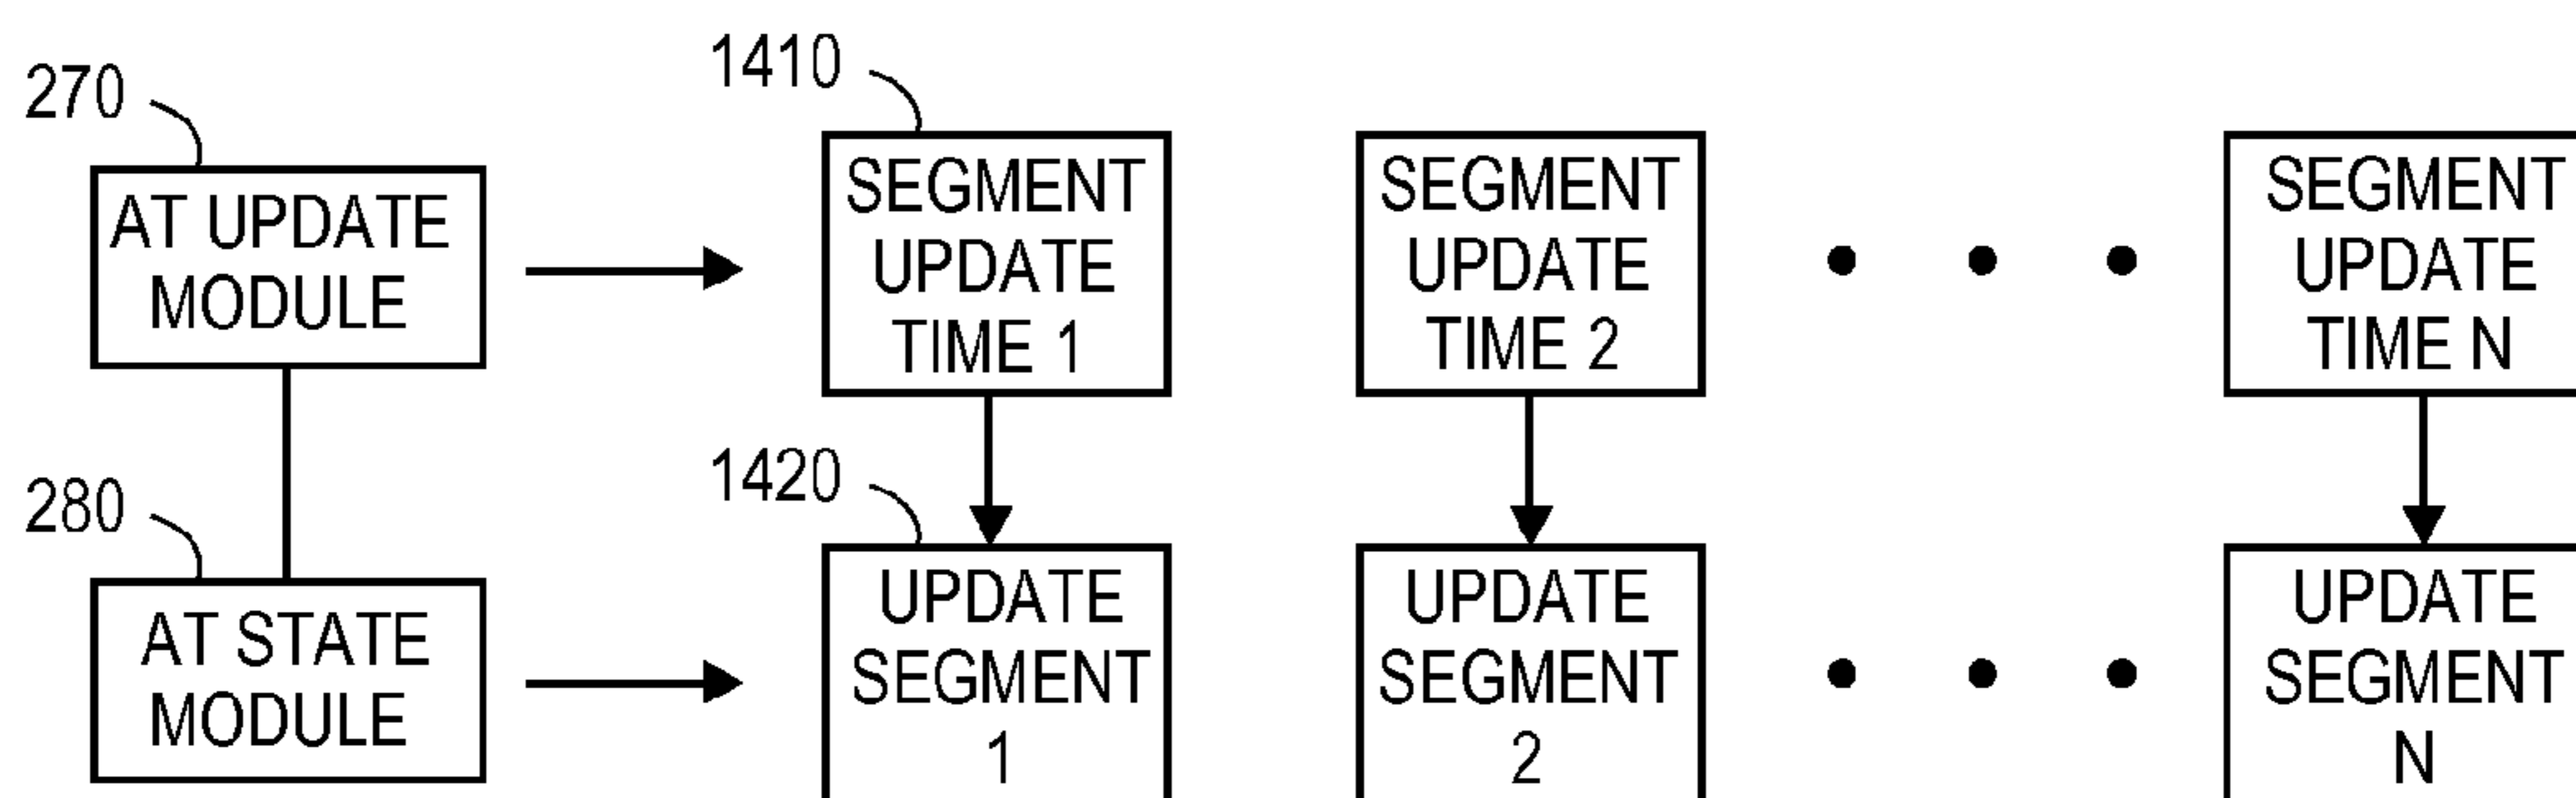 270
AT UPDATE
MODULE
1410
SEGMENT
UPDATE
TIME 1
SEGMENT
UPDATE
TIME 2
SEGMENT
UPDATE
TIME N
280
AT STATE
MODULE
1420
UPDATE
SEGMENT
1
UPDATE
SEGMENT
2
UPDATE
SEGMENT
N